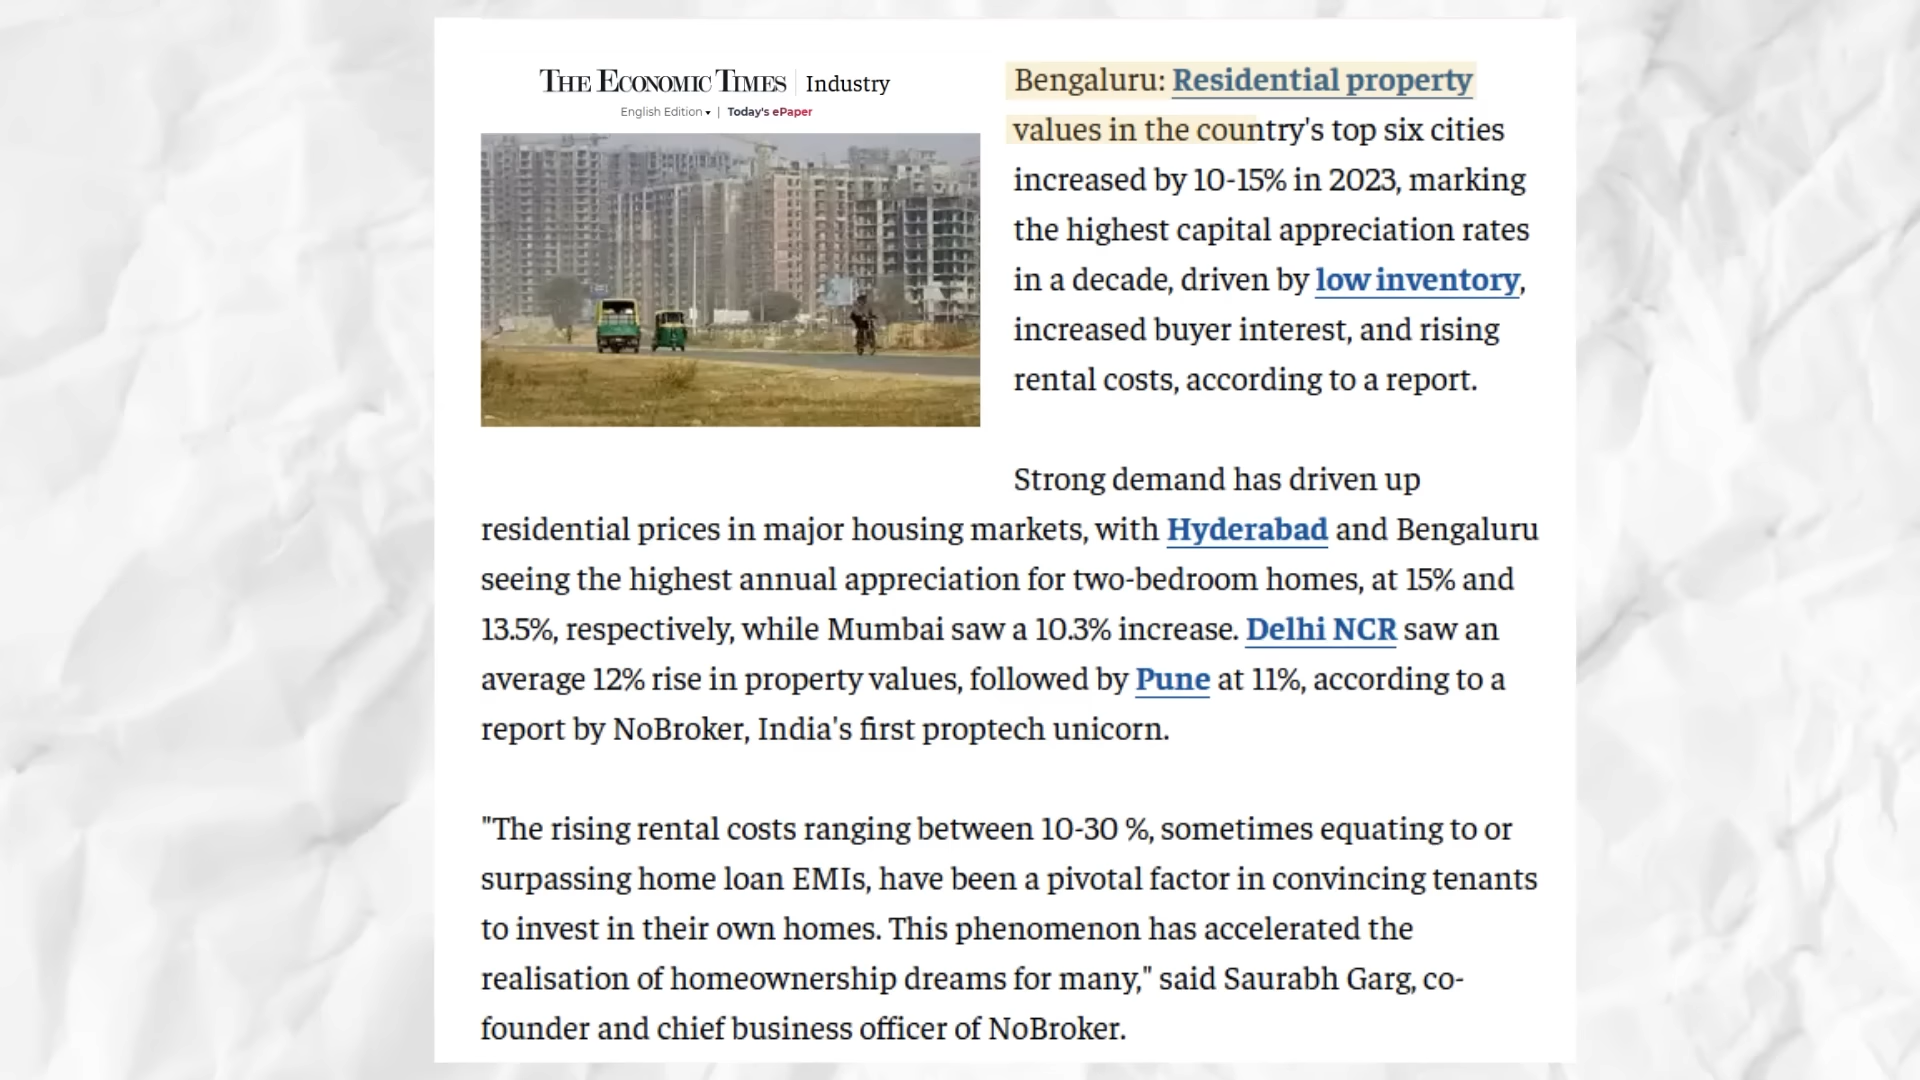 THE ECONOMIC TIMES | Industry
English Edition ▾ | Today's ePaper
Bengaluru: Residential property
values in the country's top six cities
increased by 10-15% in 2023, marking
the highest capital appreciation rates
in a decade, driven by low inventory,
increased buyer interest, and rising
rental costs, according to a report.
Strong demand has driven up
residential prices in major housing markets, with Hyderabad and Bengaluru
seeing the highest annual appreciation for two-bedroom homes, at 15% and
13.5%, respectively, while Mumbai saw a 10.3% increase. Delhi NCR saw an
average 12% rise in property values, followed by Pune at 11%, according to a
report by NoBroker, India's first proptech unicorn.
"The rising rental costs ranging between 10-30 %, sometimes equating to or
surpassing home loan EMIs, have been a pivotal factor in convincing tenants
to invest in their own homes. This phenomenon has accelerated the
realisation of homeownership dreams for many," said Saurabh Garg, co-
founder and chief business officer of NoBroker.